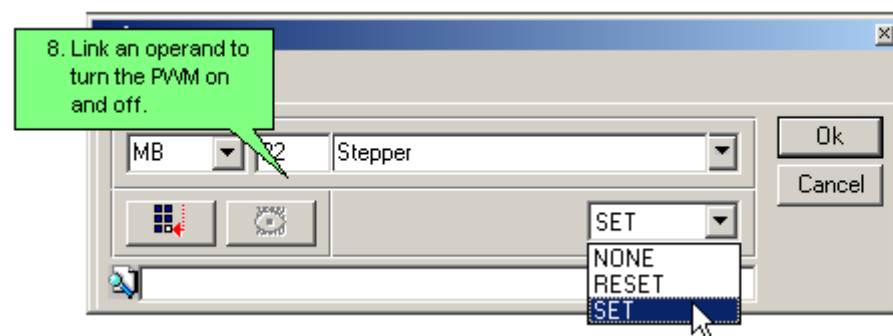 8. Link an operand to
turn the PWM on
and off.
MB
Stepper
Ok
Cancel
SET
NONE
RESET
SET